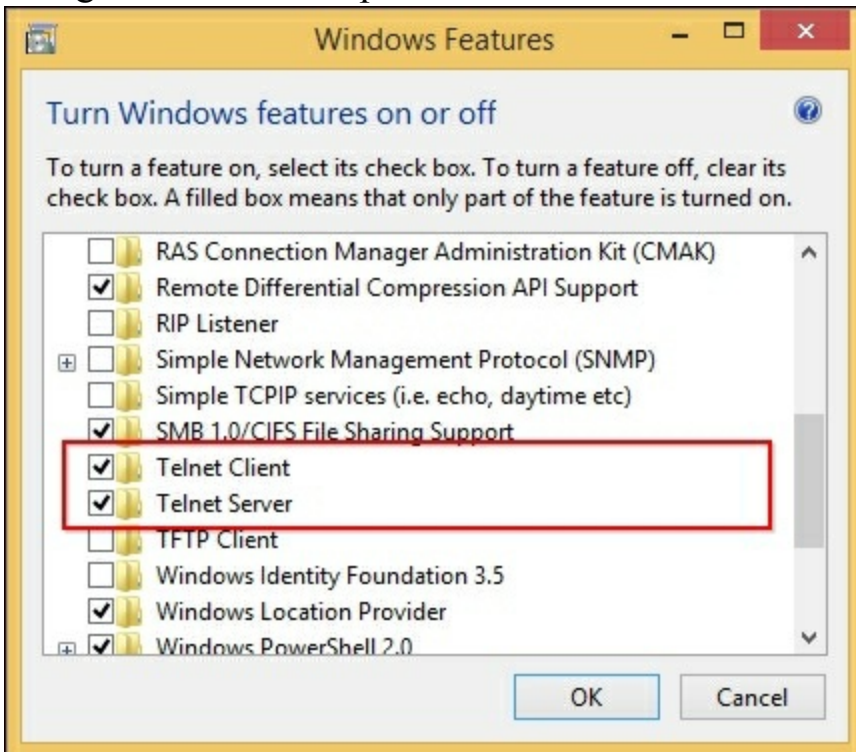 Windows Features
Turn Windows features on or off
To turn a feature on, select its check box. To turn a feature off, clear its
check box. A filled box means that only part of the feature is turned on.
RAS Connection Manager Administration Kit (CMAK)
Remote Differential Compression API Support
RIP Listener
Simple Network Management Protocol (SNMP)
Simple TCPIP services (i.e. echo, daytime etc)
SMB 1.0/CIFS File Sharing Support
Telnet Client
Telnet Server
TFTP Client
Windows Identity Foundation 3.5
Windows Location Provider
Windows PowerShell 2.0
OK Cancel